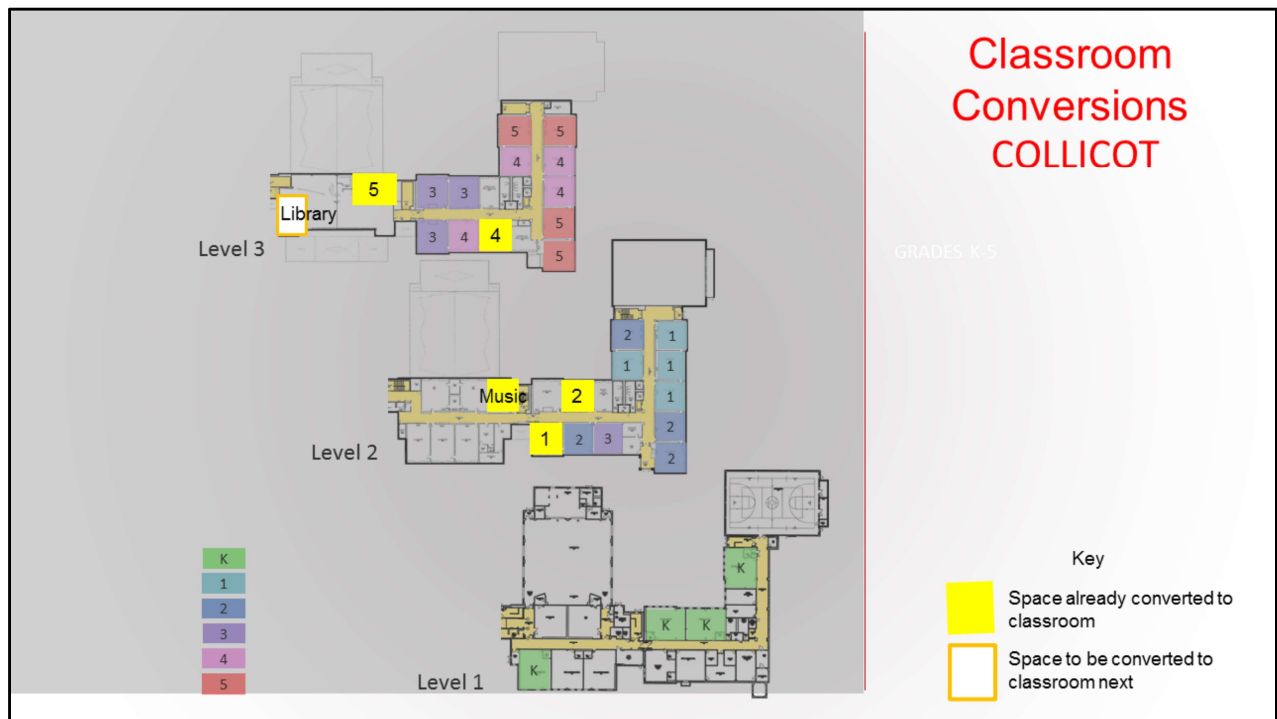 Classroom
Conversions
COLLICOT
GRADES K-5
5 5
4 4
5 3 3 4
Library
3 4 4 5
Level 3
5
2 1
1 1
Music 2 1
1 2 3 2
Level 2
2
K
K K
K
Level 1
K
1
2
3
4
5
Key
Space already converted to
classroom
Space to be converted to
classroom next